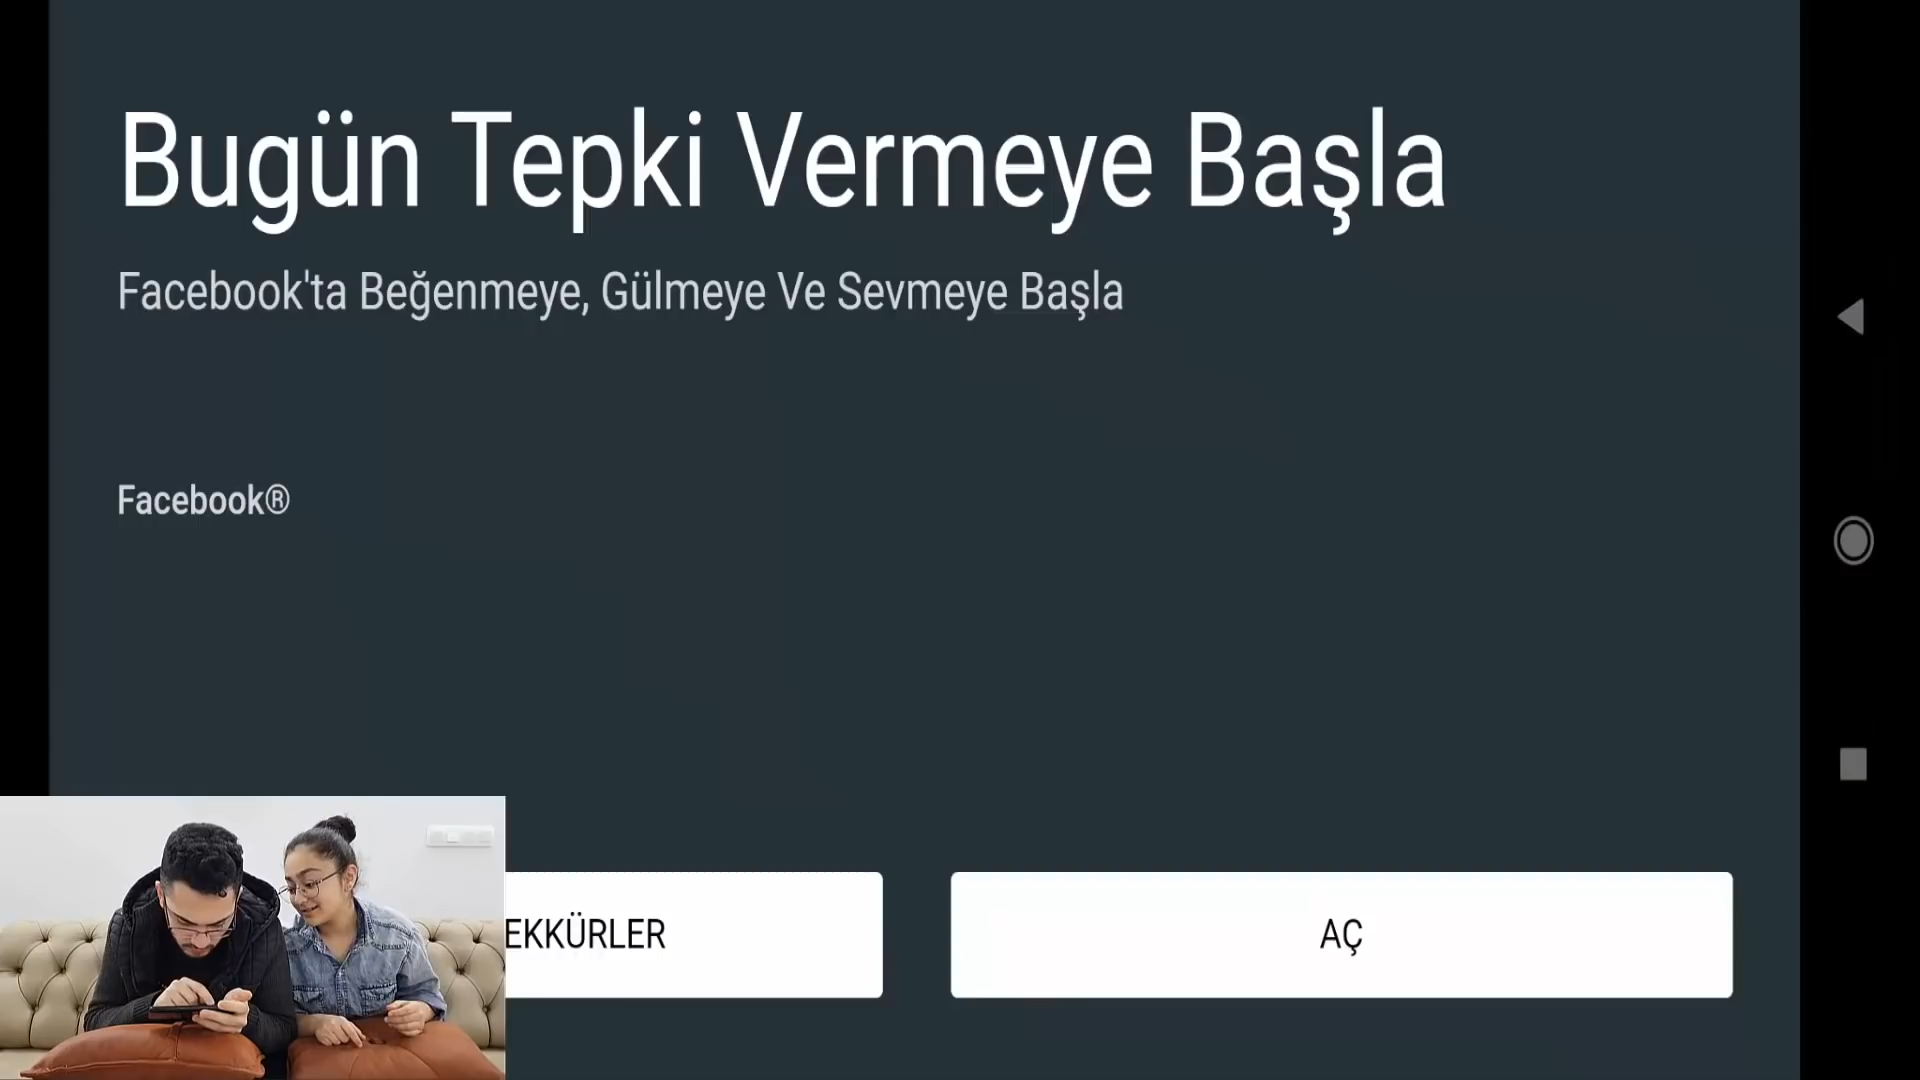 Bugün Tepki Vermeye Başla
Facebook'ta Beğenmeye, Gülmeye Ve Sevmeye Başla
Facebook®
EKKÜRLER
AÇ